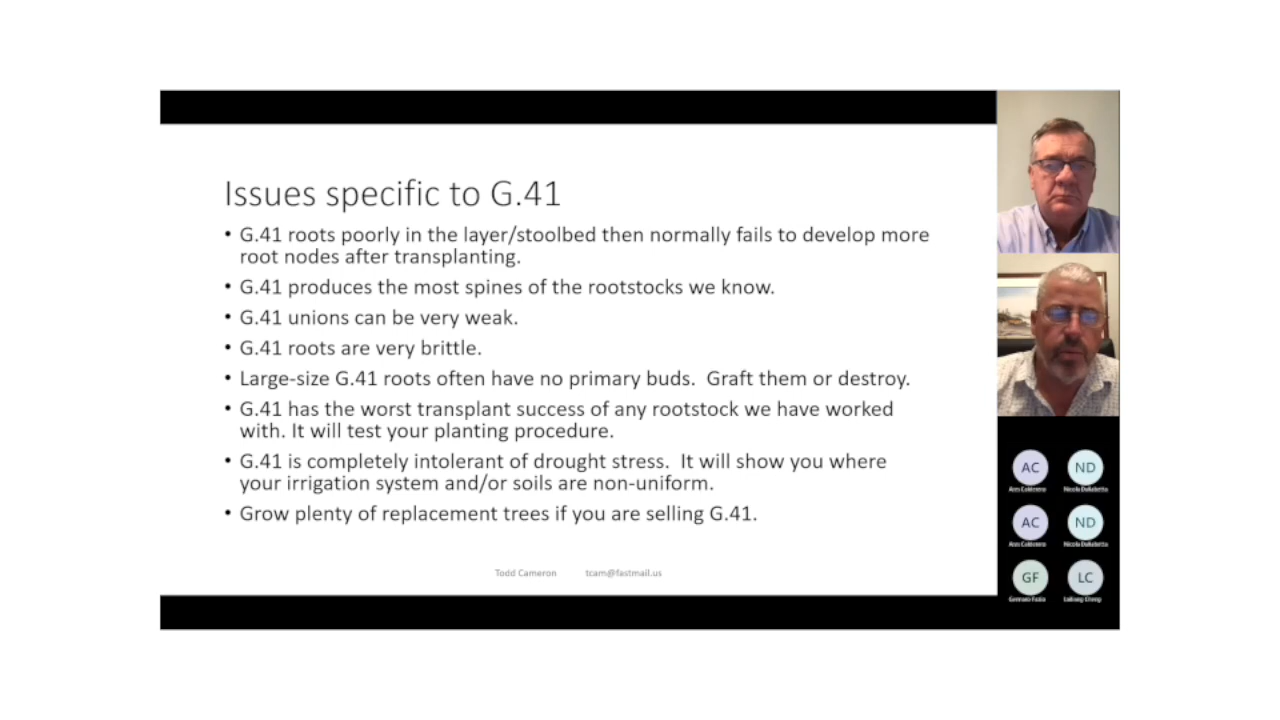 Issues specific to G.41
• G.41 roots poorly in the layer/stoolbed then normally fails to develop more
root nodes after transplanting.
• G.41 produces the most spines of the rootstocks we know.
• G.41 unions can be very weak.
• G.41 roots are very brittle.
• Large-size G.41 roots often have no primary buds.  Graft them or destroy.
• G.41 has the worst transplant success of any rootstock we have worked
with. It will test your planting procedure.
• G.41 is completely intolerant of drought stress.  It will show you where
your irrigation system and/or soils are non-uniform.
• Grow plenty of replacement trees if you are selling G.41.
Todd Cameron tcam@fastmail.us
AC ND
AC ND
GF LC